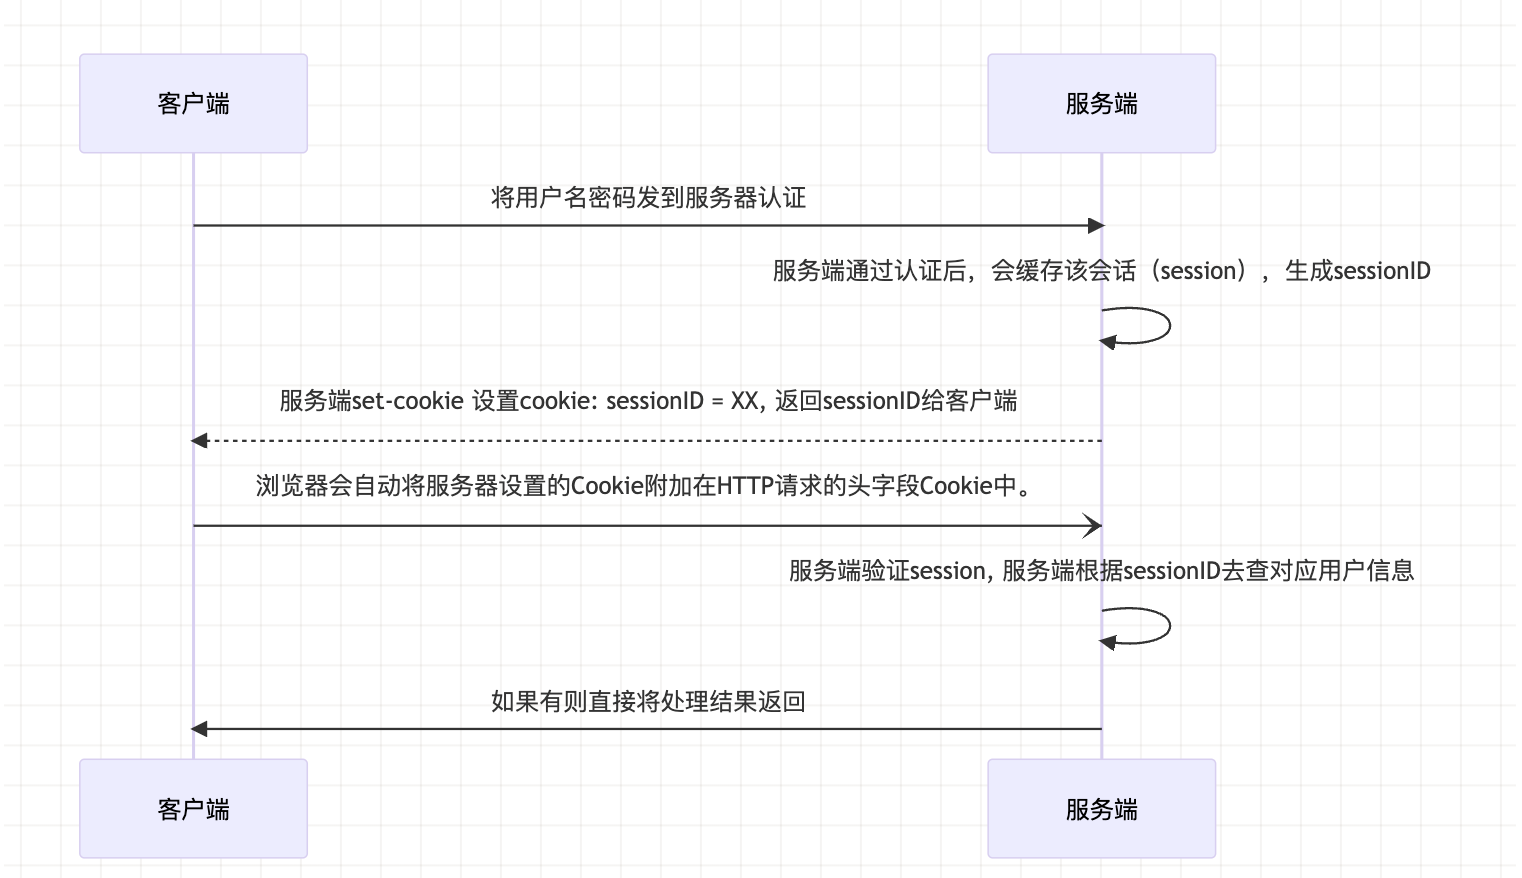 客户端
服务端
将用户名密码发到服务器认证
服务端通过认证后，会缓存该会话（session），生成sessionID
服务端set-cookie 设置cookie: sessionID = XX, 返回sessionID给客户端
浏览器会自动将服务器设置的Cookie附加在HTTP请求的头字段Cookie中。
服务端验证session, 服务端根据sessionID去查对应用户信息
如果有则直接将处理结果返回
客户端
服务端